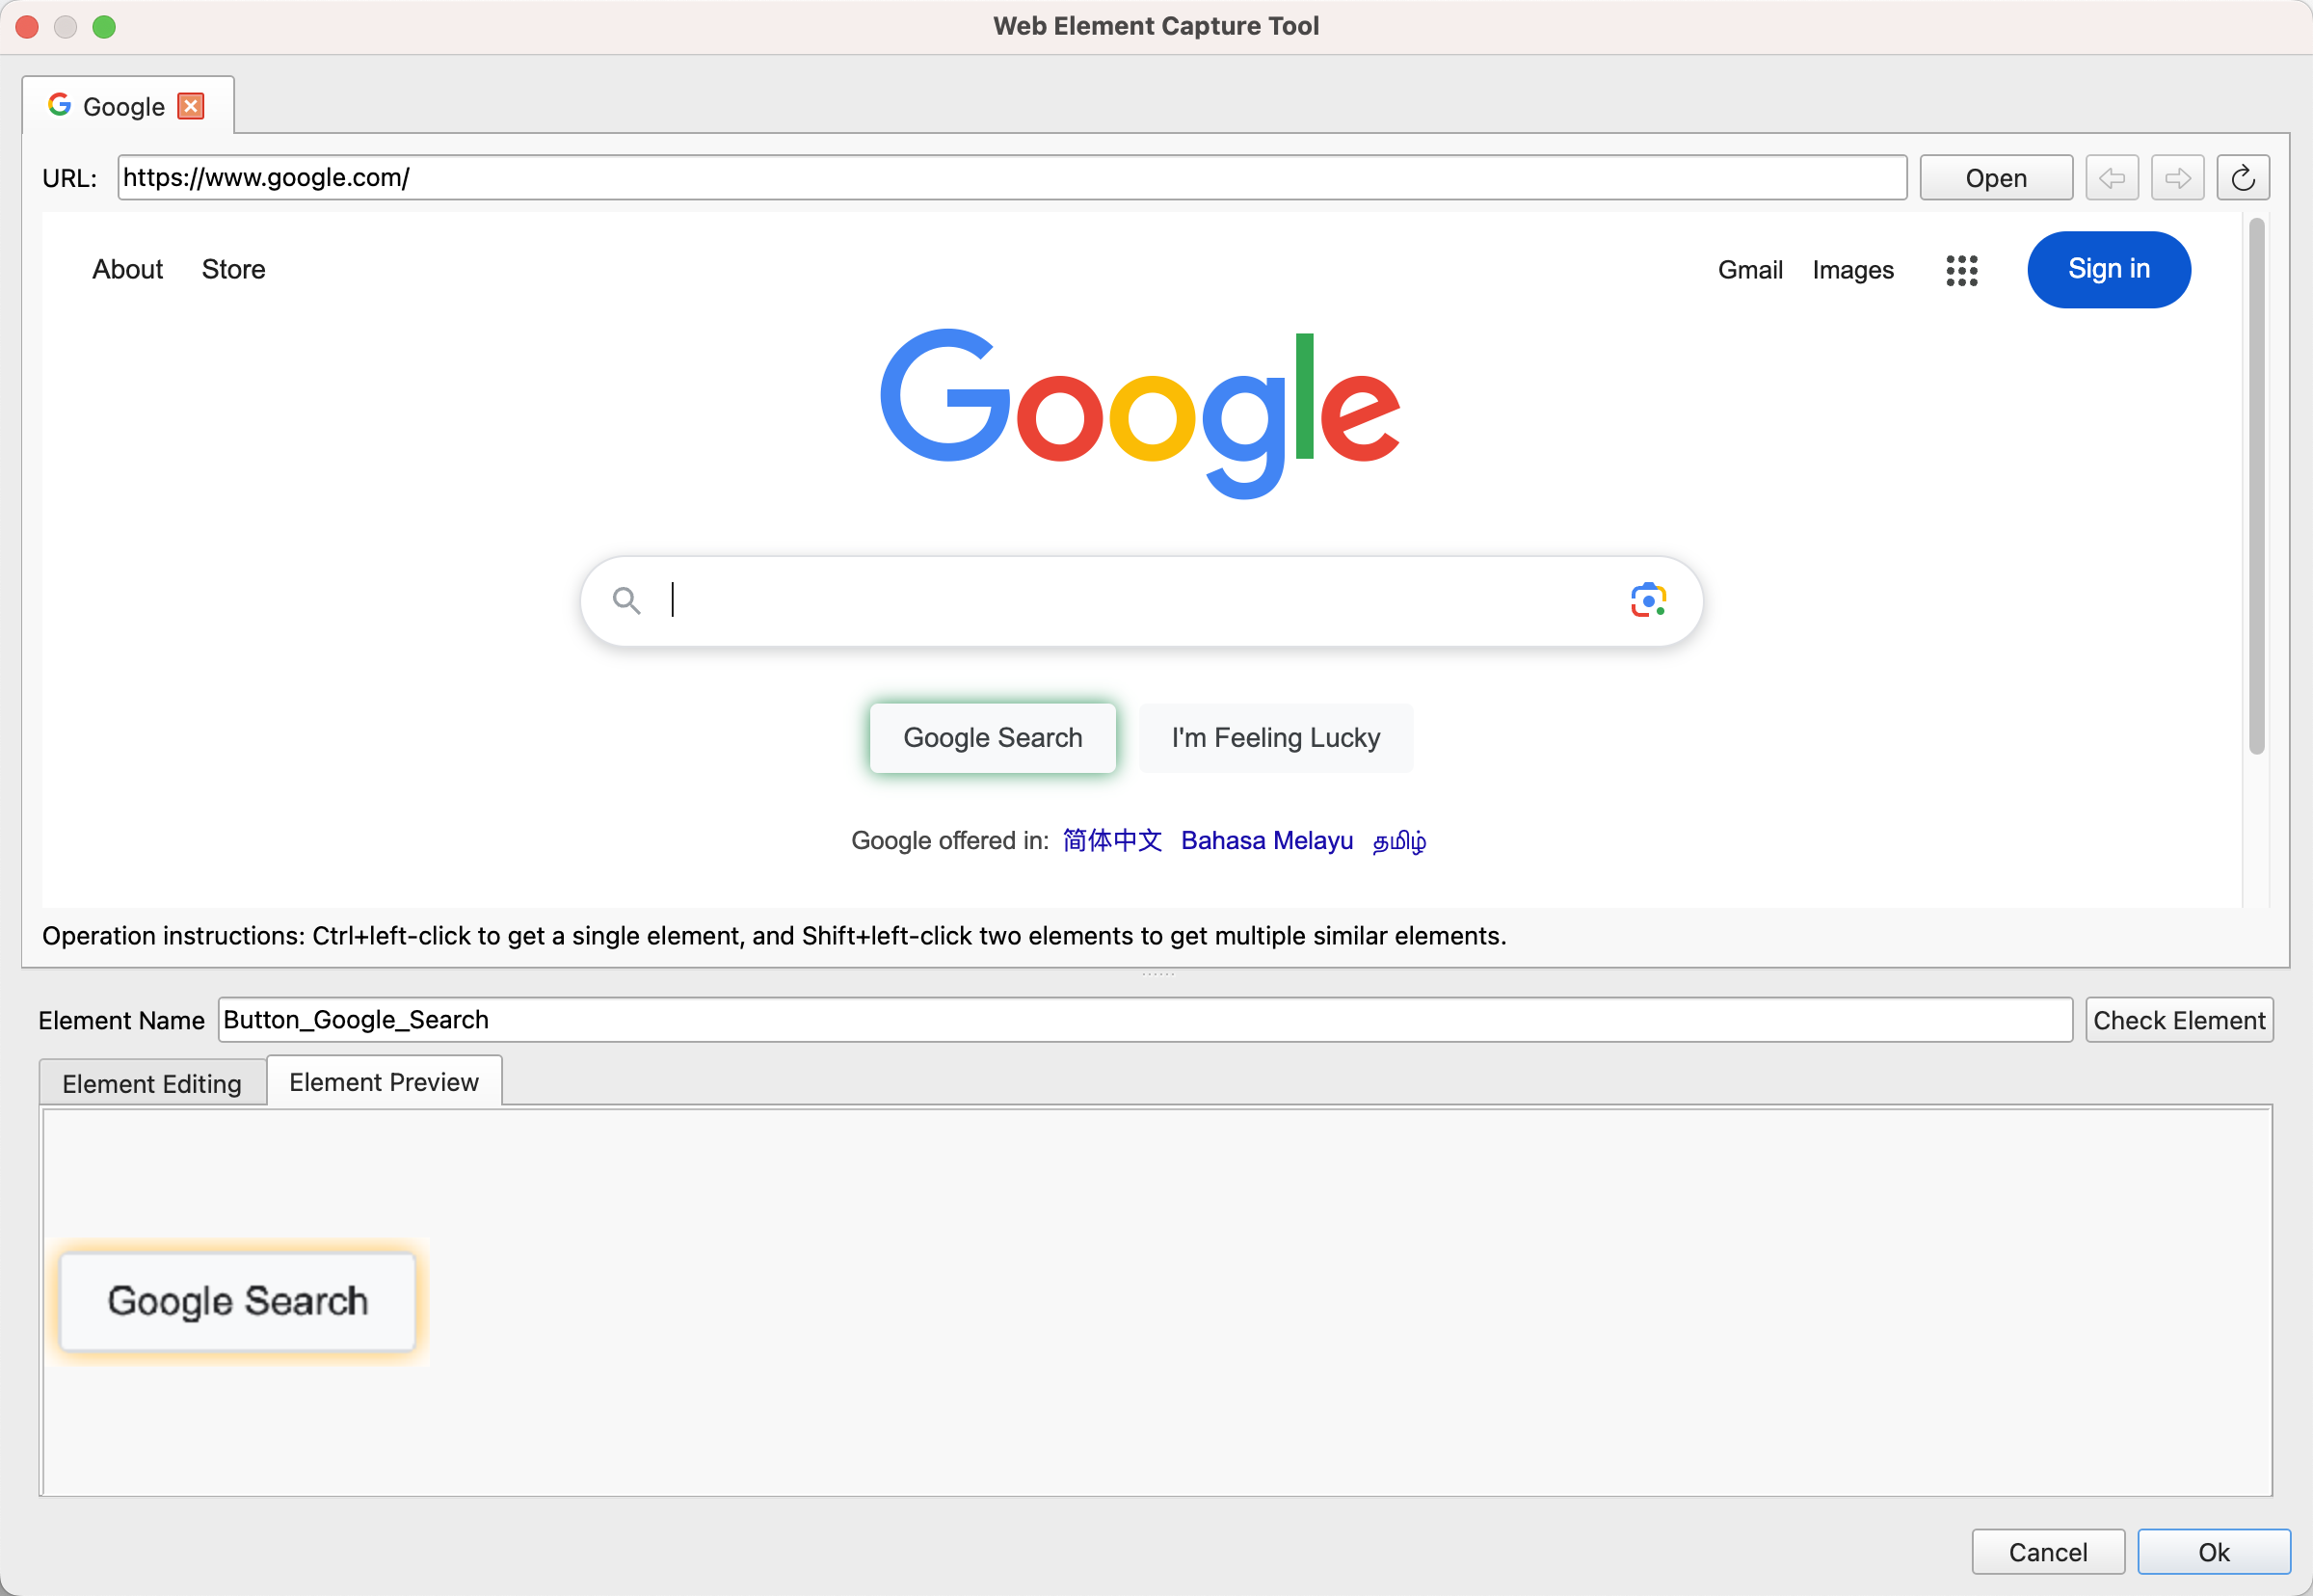 Web Element Capture Tool
Google
URL: https://www.google.com/ Open
About Store Gmail Images Sign in
Google
Google Search I'm Feeling Lucky
Google offered in: 简体中文 Bahasa Melayu தமிழ்
Operation instructions: Ctrl+left-click to get a single element, and Shift+left-click two elements to get multiple similar elements.
Element Name Button_Google_Search Check Element
Element Editing Element Preview
Google Search
Cancel Ok